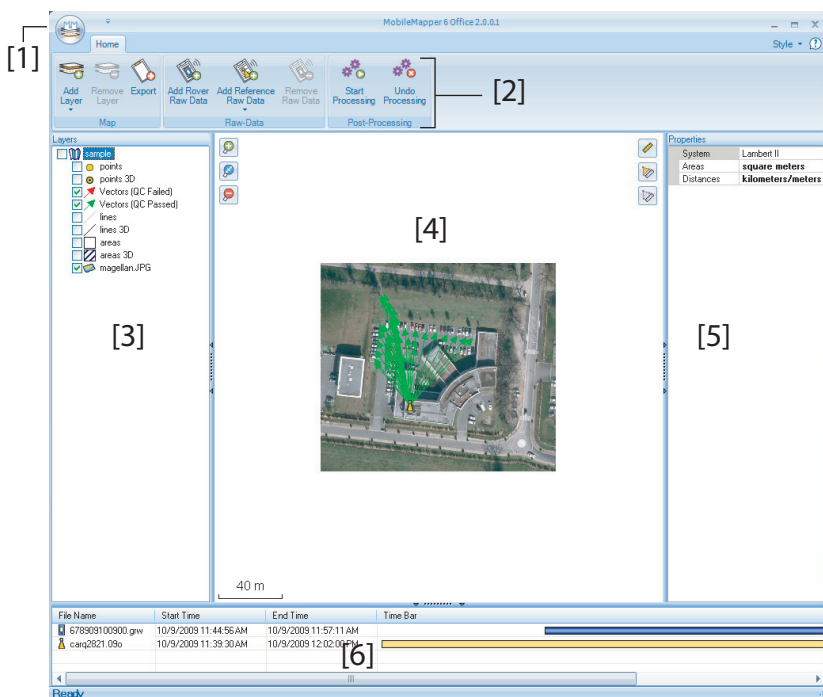 MobileMapper 6 Office 2.0.0.1
[1]
Home
Style
Add Layer
Remove Layer
Export
Add Rover Raw Data
Add Reference Raw Data
Remove Raw Data
Start Processing
Undo Processing
[2]
Map
Raw-Data
Post-Processing
Layers
sample
points
points 3D
Vectors (QC Failed)
Vectors (QC Passed)
lines
lines 3D
areas
areas 3D
magellan.JPG
[3]
[4]
40 m
Properties
System Lambert II
Areas square meters
Distances kilometers/meters
[5]
File Name Start Time End Time Time Bar
678909100900.grw 10/9/2009 11:44:56 AM 10/9/2009 11:57:11 AM
carq2821.09o 10/9/2009 11:39:30 AM 10/9/2009 12:02:00 PM
[6]
Ready